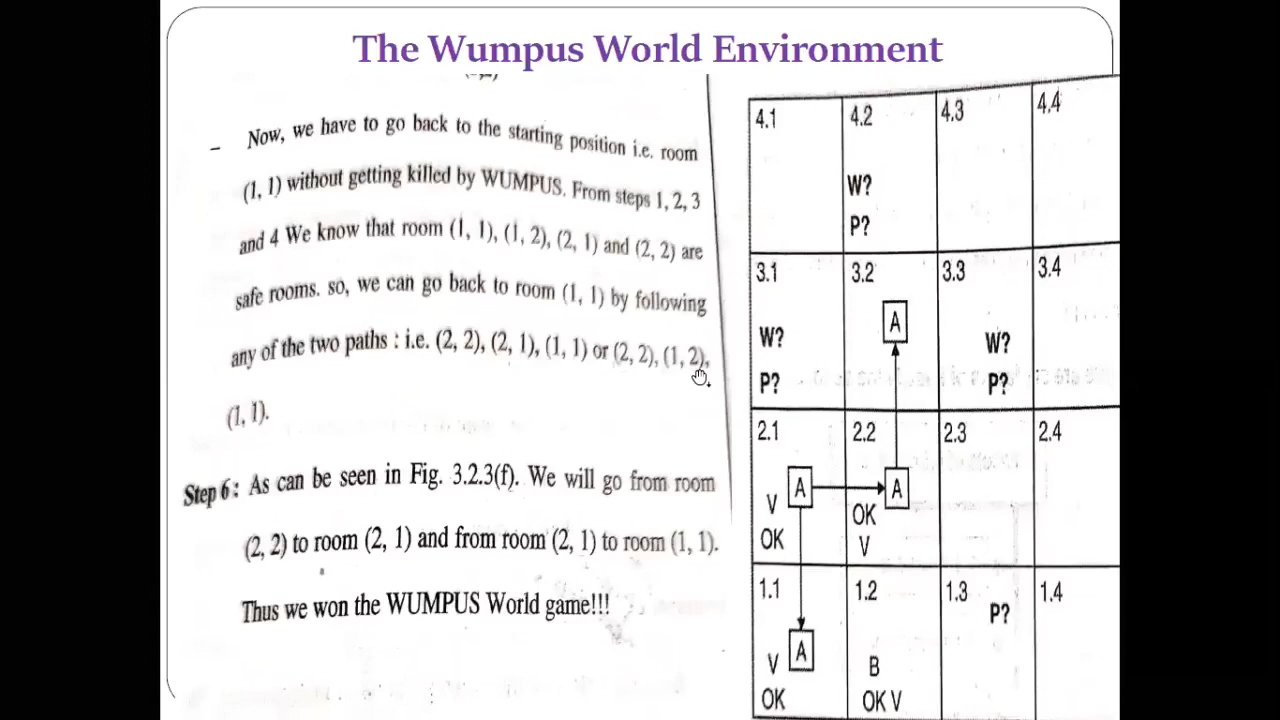 The Wumpus World Environment
– Now, we have to go back to the starting position i.e. room
(1, 1) without getting killed by WUMPUS. From steps 1, 2, 3
and 4 We know that room (1, 1), (1, 2), (2, 1) and (2, 2) are
safe rooms. so, we can go back to room (1, 1) by following
any of the two paths : i.e. (2, 2), (2, 1), (1, 1) or (2, 2), (1, 2),
(1, 1).
Step 6 : As can be seen in Fig. 3.2.3(f). We will go from room
(2, 2) to room (2, 1) and from room (2, 1) to room (1, 1).
Thus we won the WUMPUS World game!!!
4.1 4.2 4.3 4.4
W?
P?
3.1 3.2 3.3 3.4
A
W? W?
P? P?
2.1 2.2 2.3 2.4
A A
V OK
OK V
1.1 1.2 1.3 1.4
P?
V A B
OK OK V